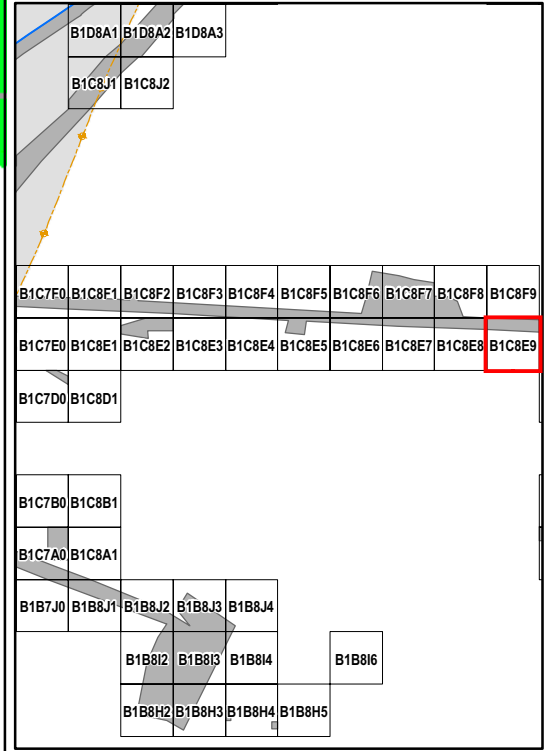 B1D8A1 B1D8A2 B1D8A3
B1C8J1 B1C8J2
B1C7F0 B1C8F1 B1C8F2 B1C8F3 B1C8F4 B1C8F5 B1C8F6 B1C8F7 B1C8F8 B1C8F9
B1C7E0 B1C8E1 B1C8E2 B1C8E3 B1C8E4 B1C8E5 B1C8E6 B1C8E7 B1C8E8 B1C8E9
B1C7D0 B1C8D1
B1C7B0 B1C8B1
B1C7A0 B1C8A1
B1B7J0 B1B8J1 B1B8J2 B1B8J3 B1B8J4
B1B8I2 B1B8I3 B1B8I4 B1B8I6
B1B8H2 B1B8H3 B1B8H4 B1B8H5